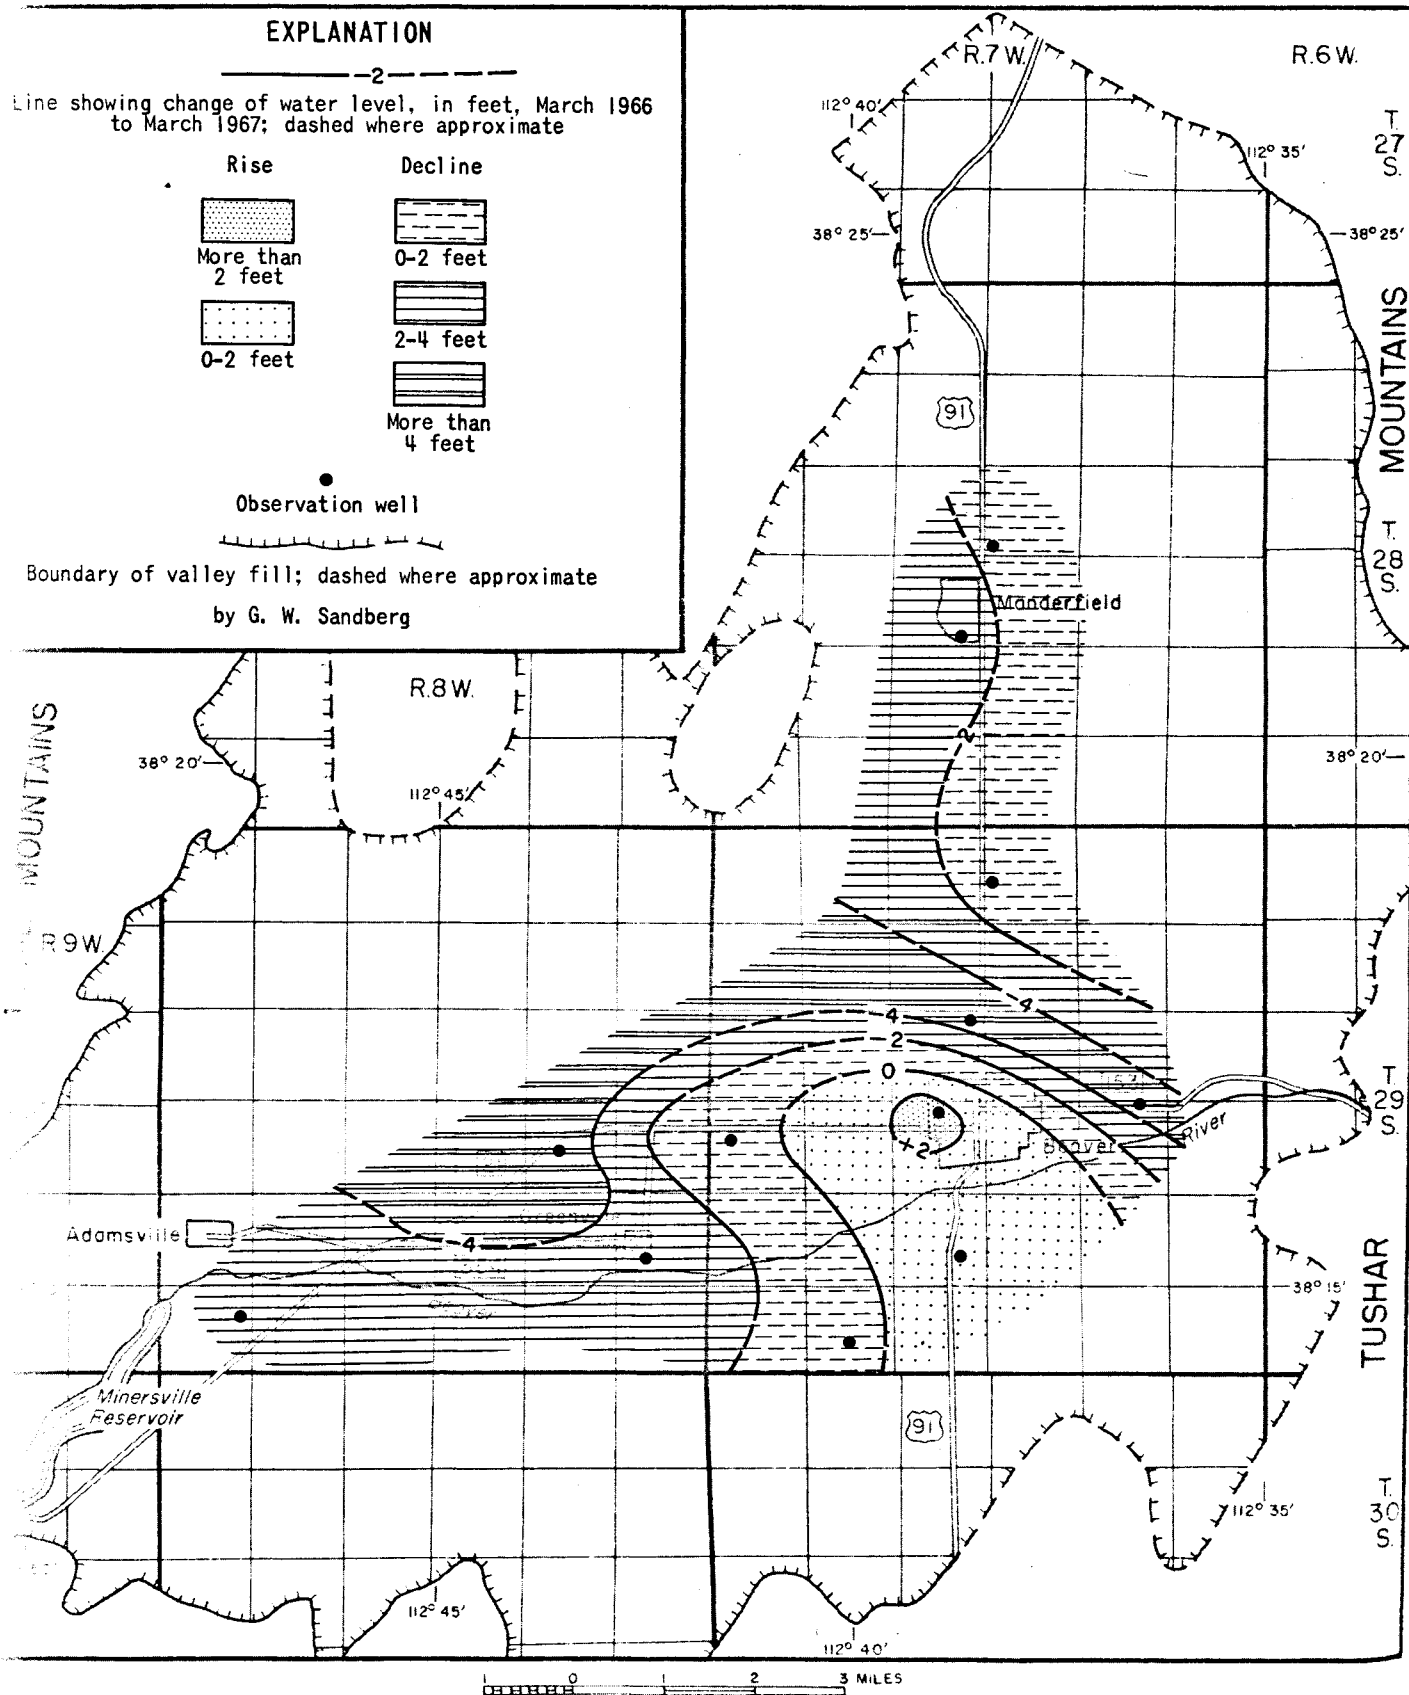 EXPLANATION
2
Line showing change of water level, in feet, March 1966
to March 1967; dashed where approximate
Rise
Decline
More than
2 feet
0-2 feet
0-2 feet
2-4 feet
More than
4 feet
Observation well
Boundary of valley fill; dashed where approximate
by G. W. Sandberg
R.7 W.
R.6 W.
112° 40'
T.
27
S.
112° 35'
38° 25'
38° 25'
MOUNTAINS
91
T.
28
S.
Manderfield
R.8 W.
MOUNTAINS
38° 20'
2
38° 20'
112° 45'
R 9 W.
4
4
2
0
T
29
S.
+2
Beaver
River
Adamsville
4
38° 15'
TUSHAR
Minersville
Reservoir
91
T.
30
S.
112° 35'
112° 45'
112° 40'
1 0 1 2 3 MILES